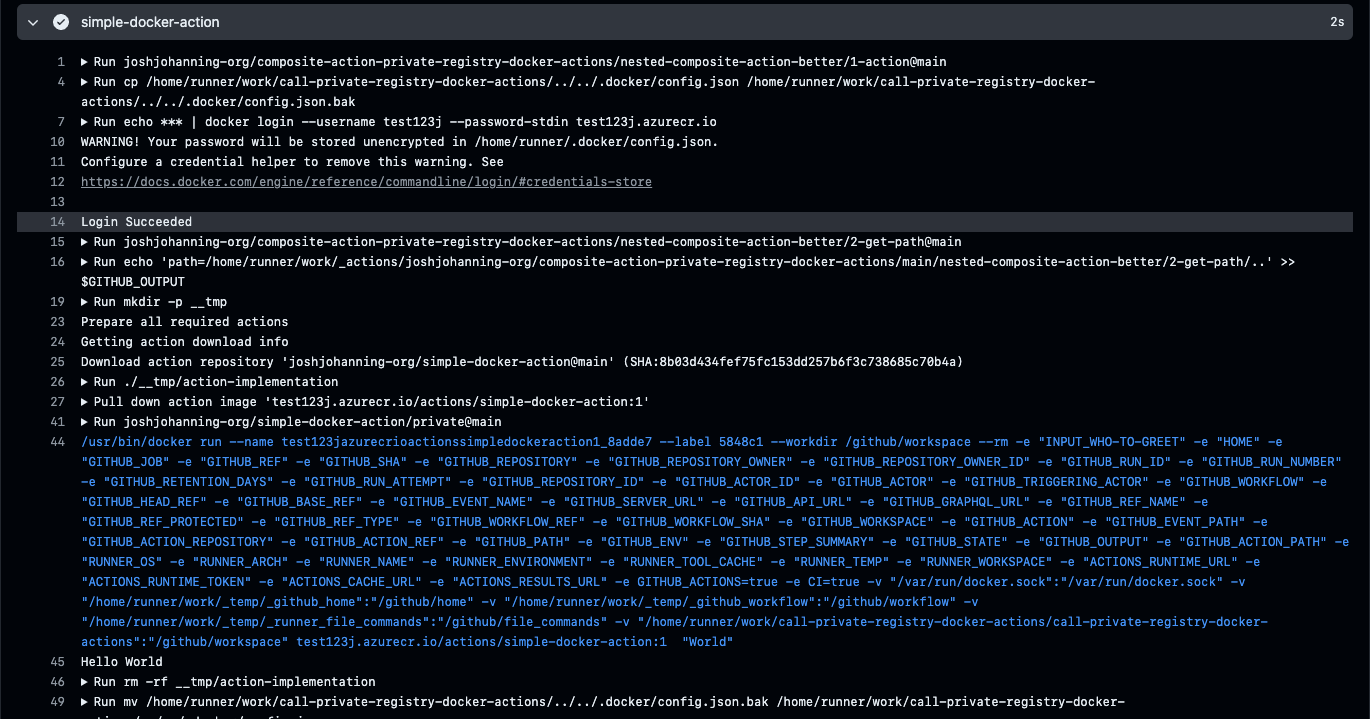 simple-docker-action 2s
1 Run joshjohanning-org/composite-action-private-registry-docker-actions/nested-composite-action-better/1-action@main
4 Run cp /home/runner/work/call-private-registry-docker-actions/../../.docker/config.json /home/runner/work/call-private-registry-docker-
actions/../../.docker/config.json.bak
7 Run echo *** | docker login --username test123j --password-stdin test123j.azurecr.io
10 WARNING! Your password will be stored unencrypted in /home/runner/.docker/config.json.
11 Configure a credential helper to remove this warning. See
12 https://docs.docker.com/engine/reference/commandline/login/#credentials-store
13
14 Login Succeeded
15 Run joshjohanning-org/composite-action-private-registry-docker-actions/nested-composite-action-better/2-get-path@main
16 Run echo 'path=/home/runner/work/_actions/joshjohanning-org/composite-action-private-registry-docker-actions/main/nested-composite-action-better/2-get-path/..' >>
$GITHUB_OUTPUT
19 Run mkdir -p __tmp
23 Prepare all required actions
24 Getting action download info
25 Download action repository 'joshjohanning-org/simple-docker-action@main' (SHA:8b03d434fef75fc153dd257b6f3c738685c70b4a)
26 Run ./__tmp/action-implementation
27 Pull down action image 'test123j.azurecr.io/actions/simple-docker-action:1'
41 Run joshjohanning-org/simple-docker-action/private@main
44 /usr/bin/docker run --name test123jazurecrioactionssimpledockeraction1_8adde7 --label 5848c1 --workdir /github/workspace --rm -e "INPUT_WHO-TO-GREET" -e "HOME" -e
"GITHUB_JOB" -e "GITHUB_REF" -e "GITHUB_SHA" -e "GITHUB_REPOSITORY" -e "GITHUB_REPOSITORY_OWNER" -e "GITHUB_REPOSITORY_OWNER_ID" -e "GITHUB_RUN_ID" -e "GITHUB_RUN_NUMBER"
-e "GITHUB_RETENTION_DAYS" -e "GITHUB_RUN_ATTEMPT" -e "GITHUB_REPOSITORY_ID" -e "GITHUB_ACTOR_ID" -e "GITHUB_ACTOR" -e "GITHUB_TRIGGERING_ACTOR" -e "GITHUB_WORKFLOW" -e
"GITHUB_HEAD_REF" -e "GITHUB_BASE_REF" -e "GITHUB_EVENT_NAME" -e "GITHUB_SERVER_URL" -e "GITHUB_API_URL" -e "GITHUB_GRAPHQL_URL" -e "GITHUB_REF_NAME" -e
"GITHUB_REF_PROTECTED" -e "GITHUB_REF_TYPE" -e "GITHUB_WORKFLOW_REF" -e "GITHUB_WORKFLOW_SHA" -e "GITHUB_WORKSPACE" -e "GITHUB_ACTION" -e "GITHUB_EVENT_PATH" -e
"GITHUB_ACTION_REPOSITORY" -e "GITHUB_ACTION_REF" -e "GITHUB_PATH" -e "GITHUB_ENV" -e "GITHUB_STEP_SUMMARY" -e "GITHUB_STATE" -e "GITHUB_OUTPUT" -e "GITHUB_ACTION_PATH" -e
"RUNNER_OS" -e "RUNNER_ARCH" -e "RUNNER_NAME" -e "RUNNER_ENVIRONMENT" -e "RUNNER_TOOL_CACHE" -e "RUNNER_TEMP" -e "RUNNER_WORKSPACE" -e "ACTIONS_RUNTIME_URL" -e
"ACTIONS_RUNTIME_TOKEN" -e "ACTIONS_CACHE_URL" -e "ACTIONS_RESULTS_URL" -e GITHUB_ACTIONS=true -e CI=true -v "/var/run/docker.sock":"/var/run/docker.sock" -v
"/home/runner/work/_temp/_github_home":"/github/home" -v "/home/runner/work/_temp/_github_workflow":"/github/workflow" -v
"/home/runner/work/_temp/_runner_file_commands":"/github/file_commands" -v "/home/runner/work/call-private-registry-docker-actions/call-private-registry-docker-
actions":"/github/workspace" test123j.azurecr.io/actions/simple-docker-action:1 "World"
45 Hello World
46 Run rm -rf __tmp/action-implementation
49 Run mv /home/runner/work/call-private-registry-docker-actions/../../.docker/config.json.bak /home/runner/work/call-private-registry-docker-